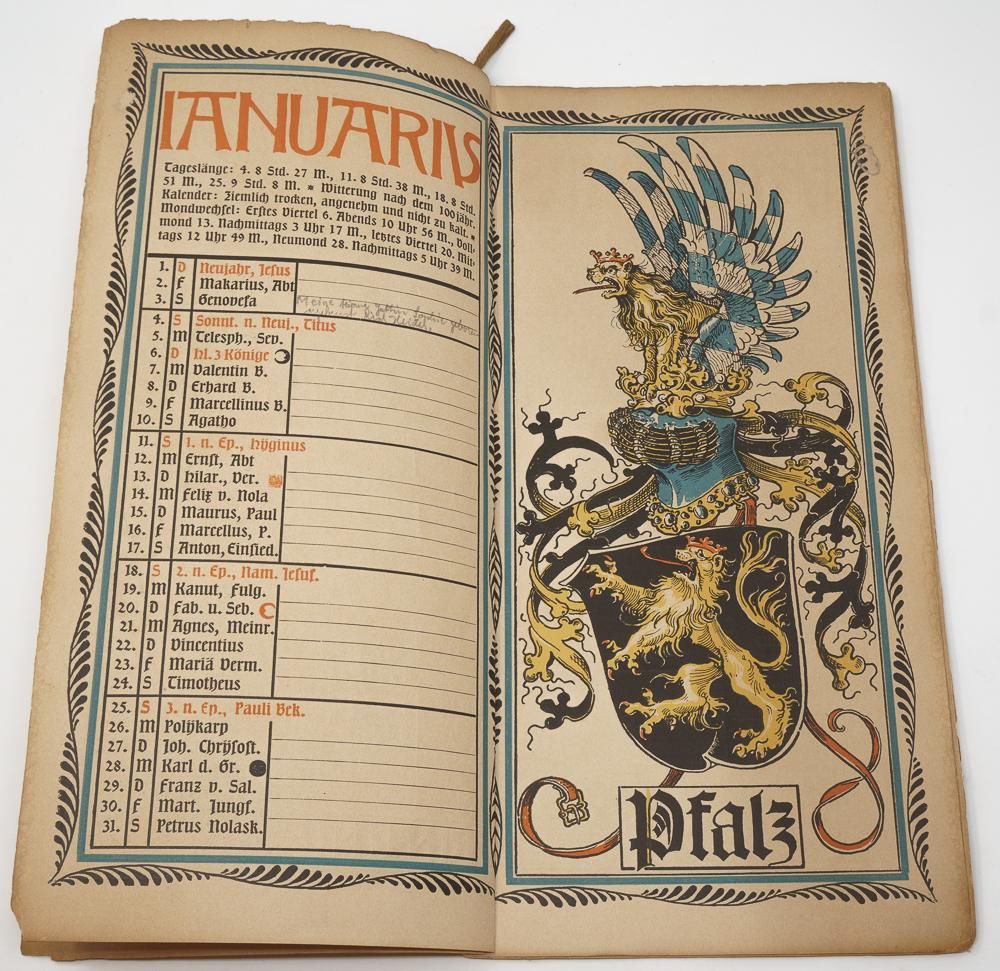 IANUARIUS
Tageslänge: 4. 8 Std. 27 M., 11. 8 Std. 38 M., 18. 8 Std.
51 M., 25. 9 Std. 8 M. * Witterung nach dem 100jähr.
Kalender: Ziemlich trocken, angenehm und nicht zu kalt. *
Mondwechsel: Erstes Viertel 6. Abends 10 Uhr 56 M., Voll-
mond 13. Nachmittags 3 Uhr 17 M., letztes Viertel 20. Mit-
tags 12 Uhr 49 M., Neumond 28. Nachmittags 5 Uhr 39 M.
1. D Neujahr, Jesus
2. F Makarius, Abt
3. S Genovefa
4. S Sonnt. n. Neuj., Titus
5. M Telesph., Sev.
6. D Hl. 3 Könige
7. M Valentin B.
8. D Erhard B.
9. F Marcellinus B.
10. S Agatho
11. S 1. n. Ep., Hyginus
12. M Ernst, Abt
13. D Hilar., Ver.
14. M Felix v. Nola
15. D Maurus, Paul
16. F Marcellus, P.
17. S Anton, Einsied.
18. S 2. n. Ep., Nam. Jesus.
19. M Kanut, Fulg.
20. D Fab. u. Seb.
21. M Agnes, Meinr.
22. D Vincentius
23. F Mariä Verm.
24. S Timotheus
25. S 3. n. Ep., Pauli Bek.
26. M Polykarp
27. D Joh. Chrysost.
28. M Karl d. Gr.
29. D Franz v. Sal.
30. F Mart. Jungf.
31. S Petrus Nolask.
Pfalz